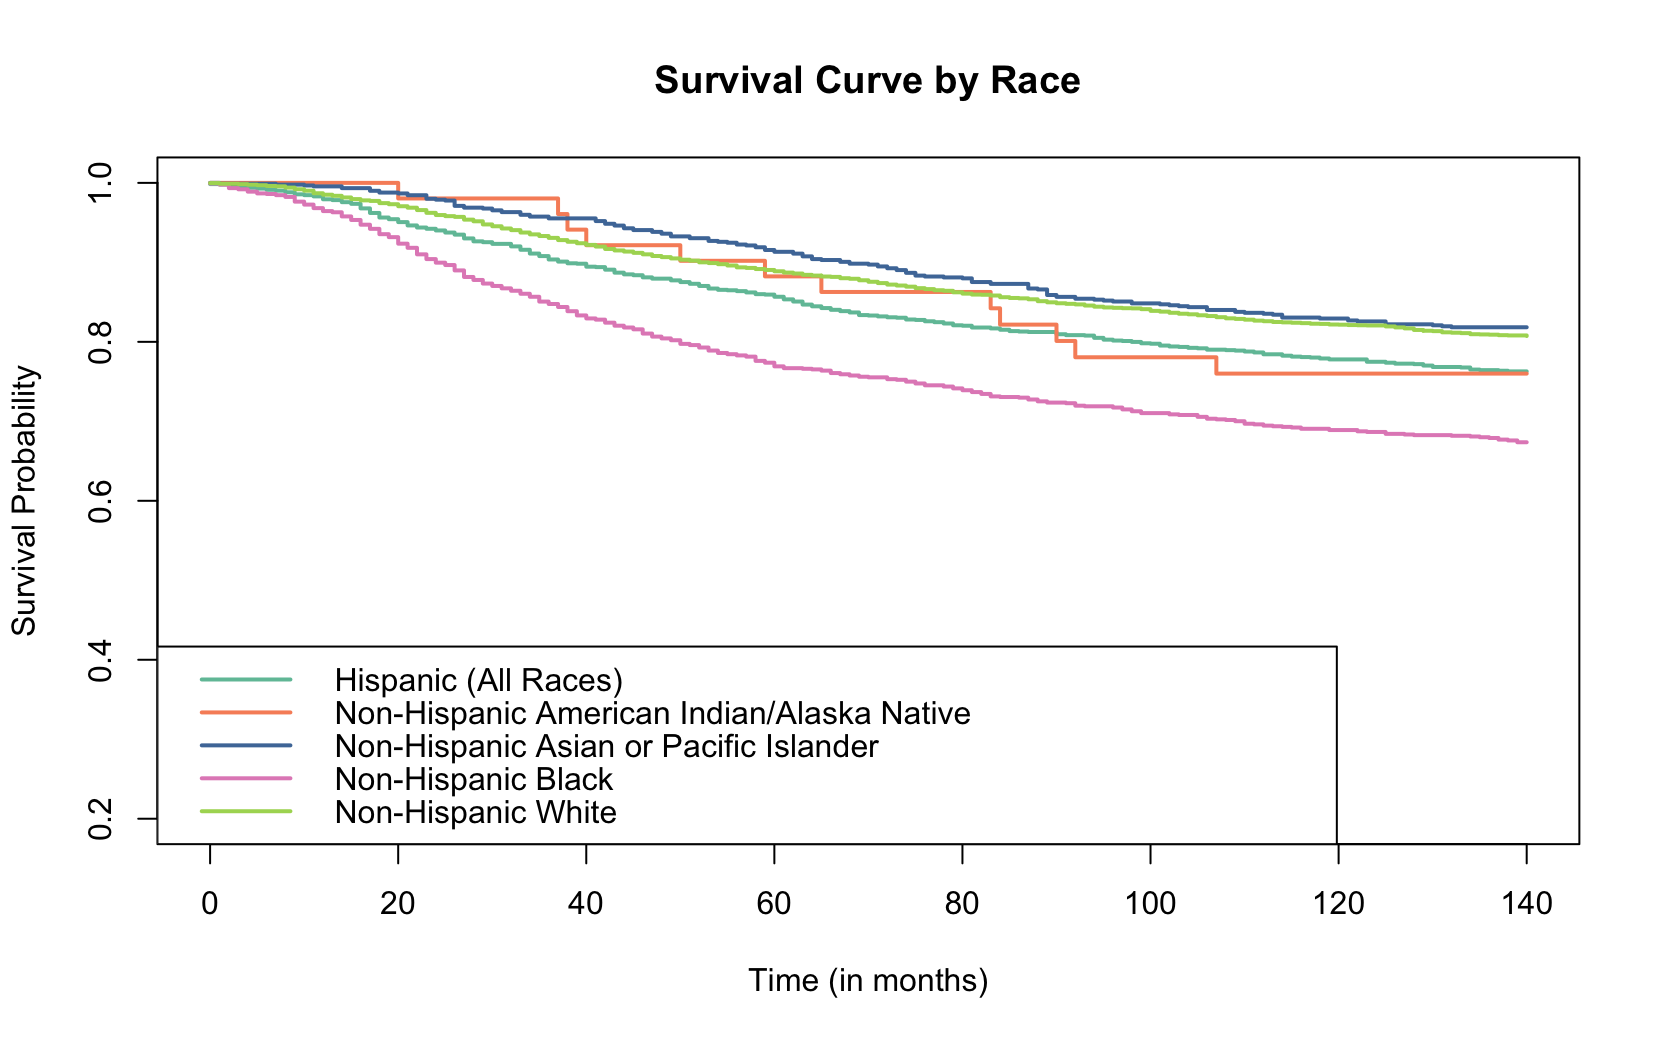 Survival Curve by Race
Survival Probability
1.0
0.8
0.6
0.4
0.2
Hispanic (All Races)
Non-Hispanic American Indian/Alaska Native
Non-Hispanic Asian or Pacific Islander
Non-Hispanic Black
Non-Hispanic White
0 20 40 60 80 100 120 140
Time (in months)